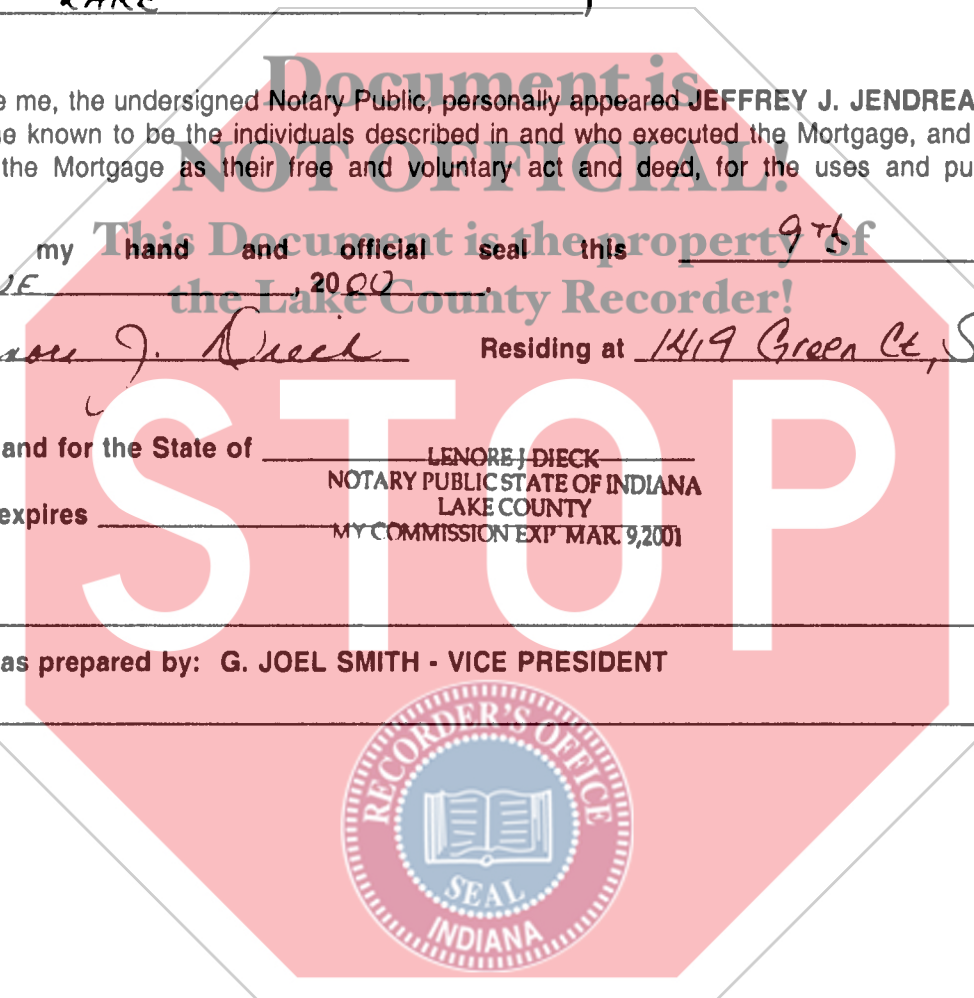 LAKE )
Document is
e me, the undersigned Notary Public, personally appeared JEFFREY J. JENDREA
se known to be the individuals described in and who executed the Mortgage, and
the Mortgage as their free and voluntary act and deed, for the uses and pu
NOT OFFICIAL!
my hand and official seal this 9th
This Document is the property of
, 2000.
the Lake County Recorder!
J. Dieck Residing at 1419 Green Ct, S
STOP
and for the State of
LENORE J DIECK
NOTARY PUBLIC STATE OF INDIANA
LAKE COUNTY
expires
MY COMMISSION EXP MAR. 9,2001
as prepared by: G. JOEL SMITH - VICE PRESIDENT
RECORDER'S OFFICE
SEAL
INDIANA